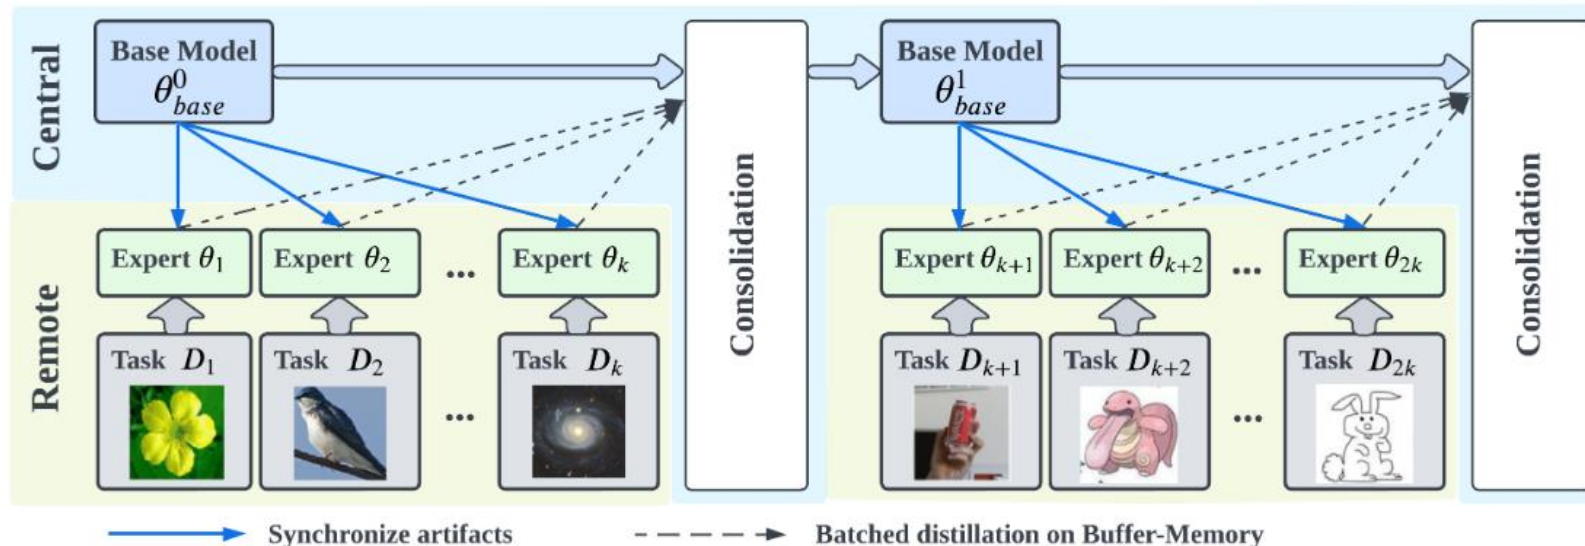 Central
Base Model
θ⁰_base
Consolidation
Base Model
θ¹_base
Consolidation
Remote
Expert θ₁
Expert θ₂
...
Expert θₖ
Expert θₖ₊₁
Expert θₖ₊₂
...
Expert θ₂ₖ
Task D₁
Task D₂
...
Task Dₖ
Task Dₖ₊₁
Task Dₖ₊₂
...
Task D₂ₖ
Synchronize artifacts
Batched distillation on Buffer-Memory